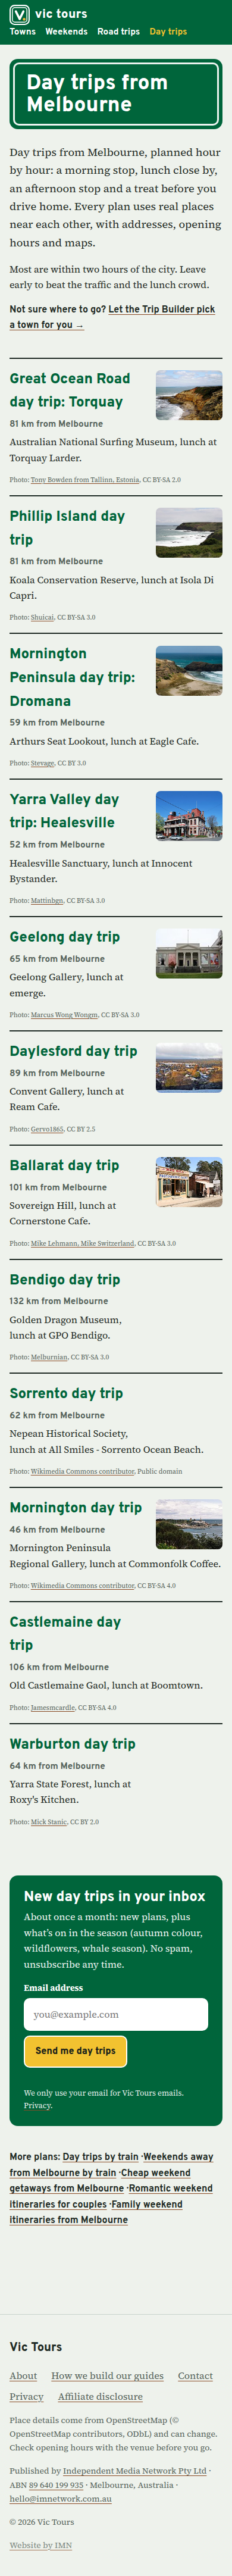 vic tours
Towns Weekends Road trips Day trips
Day trips from
Melbourne
Day trips from Melbourne, planned hour
by hour: a morning stop, lunch close by,
an afternoon stop and a treat before you
drive home. Every plan uses real places
near each other, with addresses, opening
hours and maps.
Most are within two hours of the city. Leave
early to beat the traffic and the lunch crowd.
Not sure where to go? Let the Trip Builder pick
a town for you →
Great Ocean Road
day trip: Torquay
81 km from Melbourne
Australian National Surfing Museum, lunch at
Torquay Larder.
Photo: Tony Bowden from Tallinn, Estonia, CC BY-SA 2.0
Phillip Island day
trip
81 km from Melbourne
Koala Conservation Reserve, lunch at Isola Di
Capri.
Photo: Shuicai, CC BY-SA 3.0
Mornington
Peninsula day trip:
Dromana
59 km from Melbourne
Arthurs Seat Lookout, lunch at Eagle Cafe.
Photo: Stevage, CC BY 3.0
Yarra Valley day
trip: Healesville
52 km from Melbourne
Healesville Sanctuary, lunch at Innocent
Bystander.
Photo: Mattinbgn, CC BY-SA 3.0
Geelong day trip
65 km from Melbourne
Geelong Gallery, lunch at
emerge.
Photo: Marcus Wong Wongm, CC BY-SA 3.0
Daylesford day trip
89 km from Melbourne
Convent Gallery, lunch at
Ream Cafe.
Photo: Gervo1865, CC BY 2.5
Ballarat day trip
101 km from Melbourne
Sovereign Hill, lunch at
Cornerstone Cafe.
Photo: Mike Lehmann, Mike Switzerland, CC BY-SA 3.0
Bendigo day trip
132 km from Melbourne
Golden Dragon Museum,
lunch at GPO Bendigo.
Photo: Melburnian, CC BY-SA 3.0
Sorrento day trip
62 km from Melbourne
Nepean Historical Society,
lunch at All Smiles - Sorrento Ocean Beach.
Photo: Wikimedia Commons contributor, Public domain
Mornington day trip
46 km from Melbourne
Mornington Peninsula
Regional Gallery, lunch at Commonfolk Coffee.
Photo: Wikimedia Commons contributor, CC BY-SA 4.0
Castlemaine day
trip
106 km from Melbourne
Old Castlemaine Gaol, lunch at Boomtown.
Photo: Jamesmcardle, CC BY-SA 4.0
Warburton day trip
64 km from Melbourne
Yarra State Forest, lunch at
Roxy's Kitchen.
Photo: Mick Stanic, CC BY 2.0
New day trips in your inbox
About once a month: new plans, plus
what's on in the season (autumn colour,
wildflowers, whale season). No spam,
unsubscribe any time.
Email address
you@example.com
Send me day trips
We only use your email for Vic Tours emails.
Privacy.
More plans: Day trips by train · Weekends away
from Melbourne by train · Cheap weekend
getaways from Melbourne · Romantic weekend
itineraries for couples · Family weekend
itineraries from Melbourne
Vic Tours
About How we build our guides Contact
Privacy Affiliate disclosure
Place details come from OpenStreetMap (©
OpenStreetMap contributors, ODbL) and can change.
Check opening hours with the venue before you go.
Published by Independent Media Network Pty Ltd ·
ABN 89 640 199 935 · Melbourne, Australia ·
hello@imnetwork.com.au
© 2026 Vic Tours
Website by IMN